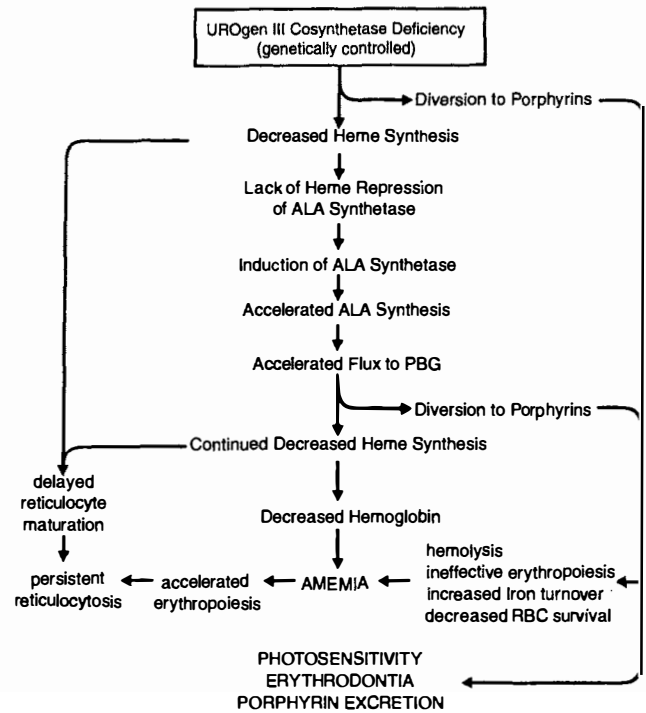 UROgen III Cosynthetase Deficiency
(genetically controlled)
Diversion to Porphyrins
Decreased Heme Synthesis
Lack of Heme Repression
of ALA Synthetase
Induction of ALA Synthetase
Accelerated ALA Synthesis
Accelerated Flux to PBG
Diversion to Porphyrins
Continued Decreased Heme Synthesis
delayed
reticulocyte
maturation
Decreased Hemoglobin
hemolysis
ineffective erythropoiesis
increased Iron turnover
decreased RBC survival
AMEMIA
accelerated
erythropoiesis
persistent
reticulocytosis
PHOTOSENSITIVITY
ERYTHRODONTIA
PORPHYRIN EXCRETION